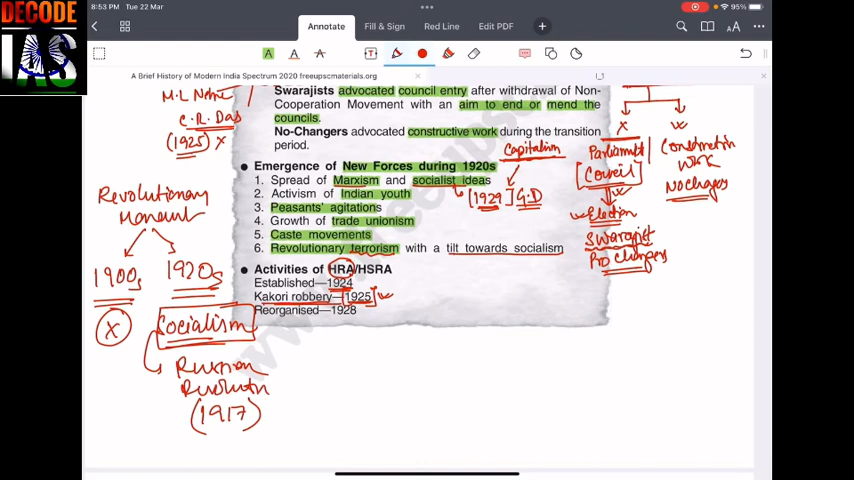 DECODE
IAS
8:53 PM Tue 22 Mar
95%
Annotate
Fill & Sign
Red Line
Edit PDF
A Brief History of Modern India Spectrum 2020 freeupscmaterials.org
C.R. Das
(1925) X
Swarajists advocated council entry after withdrawal of Non-
Cooperation Movement with an aim to end or mend the
councils.
No-Changers advocated constructive work during the transition
period.
Capitalism
[1929] G.D
• Emergence of New Forces during 1920s
1. Spread of Marxism and socialist ideas
2. Activism of Indian youth
3. Peasants' agitations
4. Growth of trade unionism
5. Caste movements
6. Revolutionary terrorism with a tilt towards socialism
• Activities of HRA/HSRA
Established—1924
Kakori robbery—1925
Reorganised—1928
X
Parliament
[Council]
Election
Swarajist
Pro changers
Work
No changes
Revolutionary
1900s
1920s
X
Socialism
Russian
(1917)